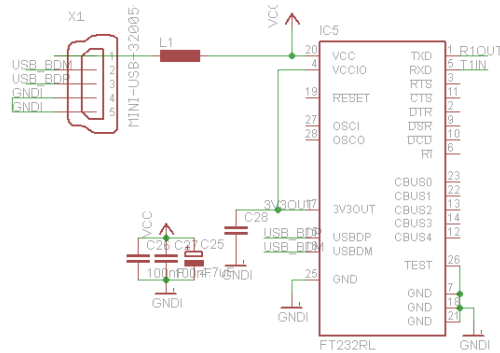 X1
MINI-USB-32005-
1
2
3
4
5
USB_BDM
USB_BDP
GNDI
GNDI
L1
VCC
IC5
20 VCC TXD 1 R1OUT
4 VCCIO RXD 5 T1IN
RTS 3
19 RESET CTS 11
DTR 2
27 OSCI DSR 9
28 OSCO DCD 10
RI 6
CBUS0 23
CBUS1 22
3V3OUT 17 3V3OUT CBUS2 13
CBUS3 14
USB_BDP 15 USBDP CBUS4 12
USB_BDM USBDM
25 GND TEST 26
GND 7
GND 18
GND 21
C28
GNDI
VCC
C26 C27 C25
100nF
GNDI
GNDI
GNDI
FT232RL